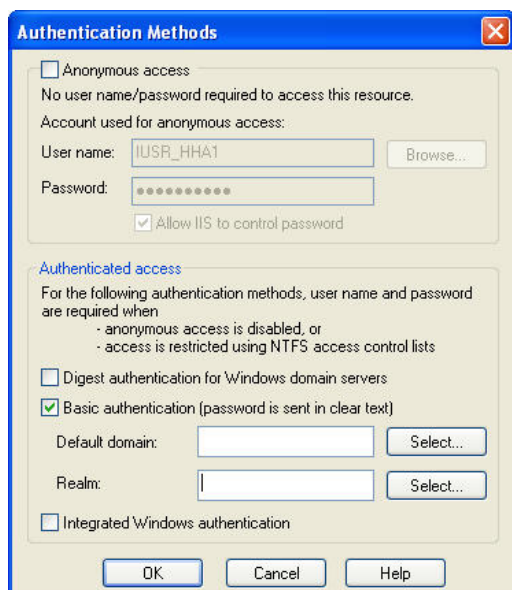 Authentication Methods
Anonymous access
No user name/password required to access this resource.
Account used for anonymous access:
User name: IUSR_HHA1 Browse...
Password: ●●●●●●●●●●
Allow IIS to control password
Authenticated access
For the following authentication methods, user name and password
are required when
- anonymous access is disabled, or
- access is restricted using NTFS access control lists
Digest authentication for Windows domain servers
Basic authentication (password is sent in clear text)
Default domain: Select...
Realm: Select...
Integrated Windows authentication
OK Cancel Help